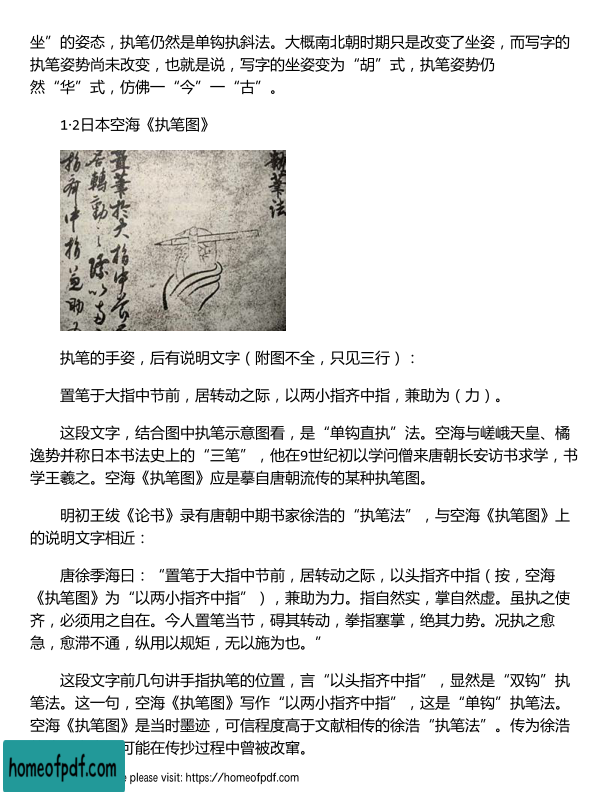 坐”的姿态，执笔仍然是单钩执斜法。大概南北朝时期只是改变了坐姿，而写字的
执笔姿势尚未改变，也就是说，写字的坐姿变为“胡”式，执笔姿势仍
然“华”式，仿佛一“今”一“古”。
1·2日本空海《执笔图》
執筆法
置筆於大指中節前
居轉動之際以兩小
指齊中指兼助為
执笔的手姿，后有说明文字（附图不全，只见三行）：
置笔于大指中节前，居转动之际，以两小指齐中指，兼助为（力）。
这段文字，结合图中执笔示意图看，是“单钩直执”法。空海与嵯峨天皇、橘
逸势并称日本书法史上的“三笔”，他在9世纪初以学问僧来唐朝长安访书求学，书
学王羲之。空海《执笔图》应是摹自唐朝流传的某种执笔图。
明初王绂《论书》录有唐朝中期书家徐浩的“执笔法”，与空海《执笔图》上
的说明文字相近：
唐徐季海曰：“置笔于大指中节前，居转动之际，以头指齐中指（按，空海
《执笔图》为“以两小指齐中指”），兼助为力。指自然实，掌自然虚。虽执之使
齐，必须用之自在。今人置笔当节，碍其转动，拳指塞掌，绝其力势。况执之愈
急，愈滞不通，纵用以规矩，无以施为也。”
这段文字前几句讲手指执笔的位置，言“以头指齐中指”，显然是“双钩”执
笔法。这一句，空海《执笔图》写作“以两小指齐中指”，这是“单钩”执笔法。
空海《执笔图》是当时墨迹，可信程度高于文献相传的徐浩“执笔法”。传为徐浩
可能在传抄过程中曾被改窜。
homeofpdf.com
e please visit: https://homeofpdf.com